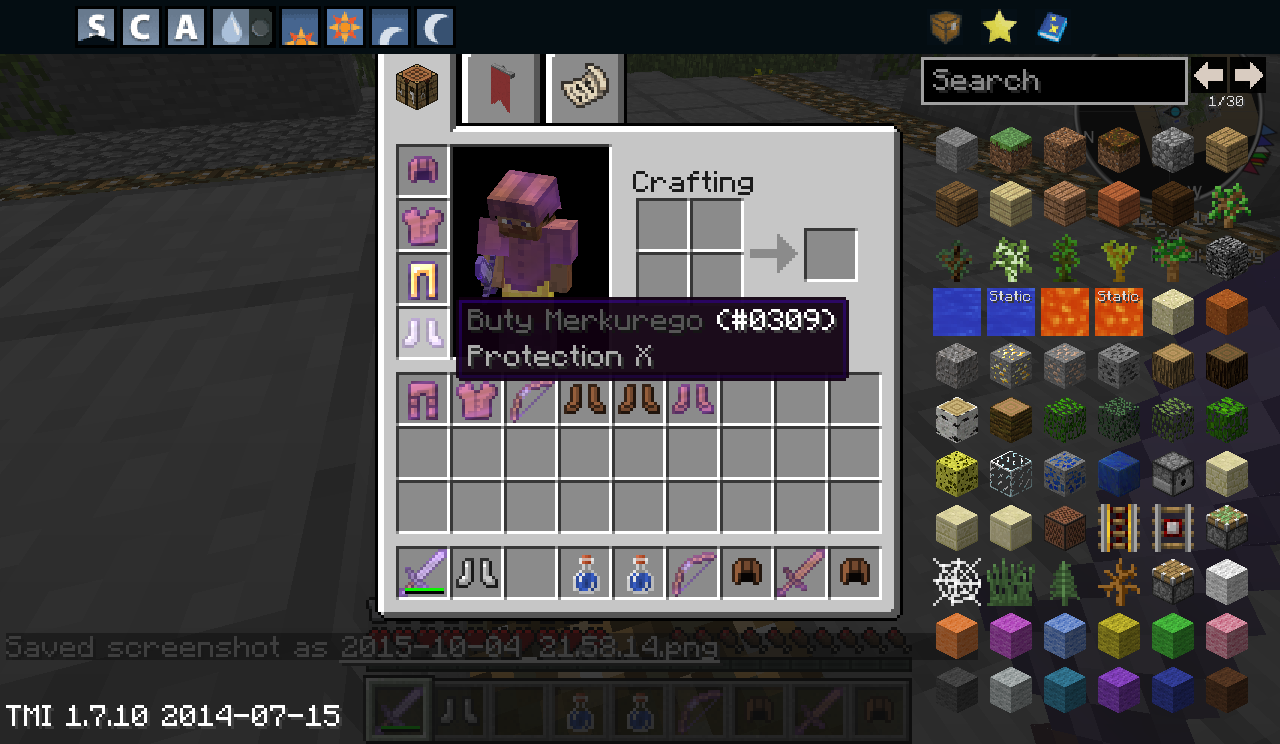 S C A
Search
1/30
N
Crafting
W
Static Static
Buty Merkurego (#0309)
Protection X
Saved screenshot as 2015-10-04_21.58.14.png
TMI 1.7.10 2014-07-15